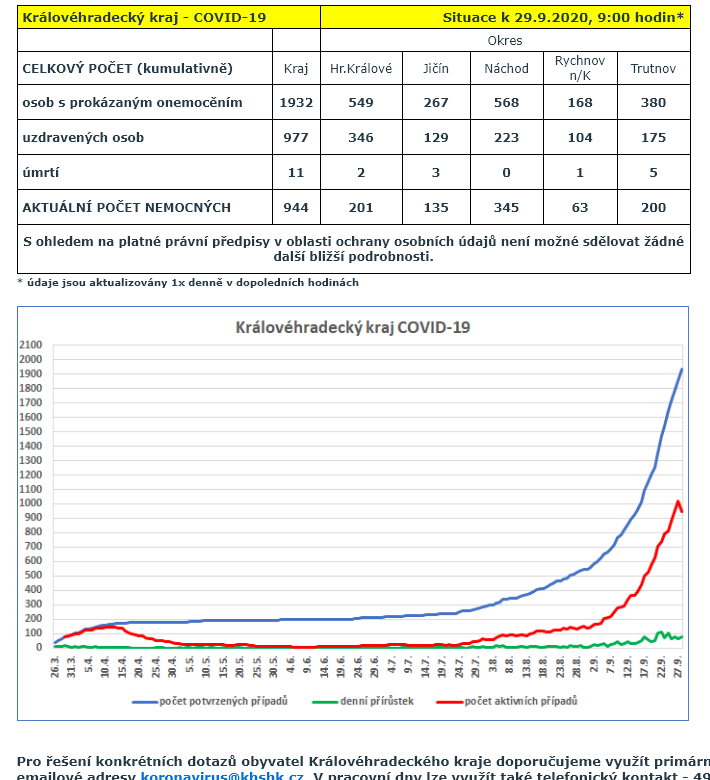 Královéhradecký kraj - COVID-19 Situace k 29.9.2020, 9:00 hodin*
Okres
CELKOVÝ POČET (kumulativně) Kraj Hr.Králové Jičín Náchod Rychnov n/K Trutnov
osob s prokázaným onemocěním 1932 549 267 568 168 380
uzdravených osob 977 346 129 223 104 175
úmrtí 11 2 3 0 1 5
AKTUÁLNÍ POČET NEMOCNÝCH 944 201 135 345 63 200
S ohledem na platné právní předpisy v oblasti ochrany osobních údajů není možné sdělovat žádné
další bližší podrobnosti.
* údaje jsou aktualizovány 1x denně v dopoledních hodinách
Královéhradecký kraj COVID-19
2100
2000
1900
1800
1700
1600
1500
1400
1300
1200
1100
1000
900
800
700
600
500
400
300
200
100
0
26.3. 31.3. 5.4. 10.4. 15.4. 20.4. 25.4. 30.4. 5.5. 10.5. 15.5. 20.5. 25.5. 30.5. 4.6. 9.6. 14.6. 19.6. 24.6. 29.6. 4.7. 9.7. 14.7. 19.7. 24.7. 29.7. 3.8. 8.8. 13.8. 18.8. 23.8. 28.8. 2.9. 7.9. 12.9. 17.9. 22.9. 27.9.
počet potvrzených případů denní přírůstek počet aktivních případů
Pro řešení konkrétních dotazů obyvatel Královéhradeckého kraje doporučujeme využít primárn
emailové adresy koronavirus@khshk.cz. V pracovní dny lze využít také telefonický kontakt - 49